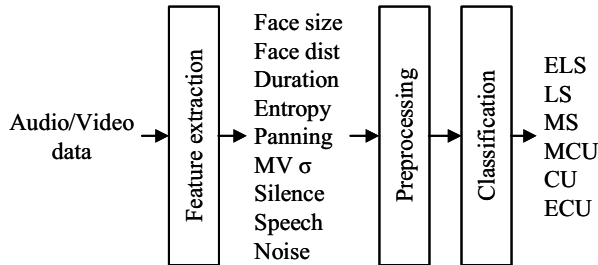 Audio/Video
data
Feature extraction
Face size
Face dist
Duration
Entropy
Panning
MV σ
Silence
Speech
Noise
Preprocessing
Classification
ELS
LS
MS
MCU
CU
ECU